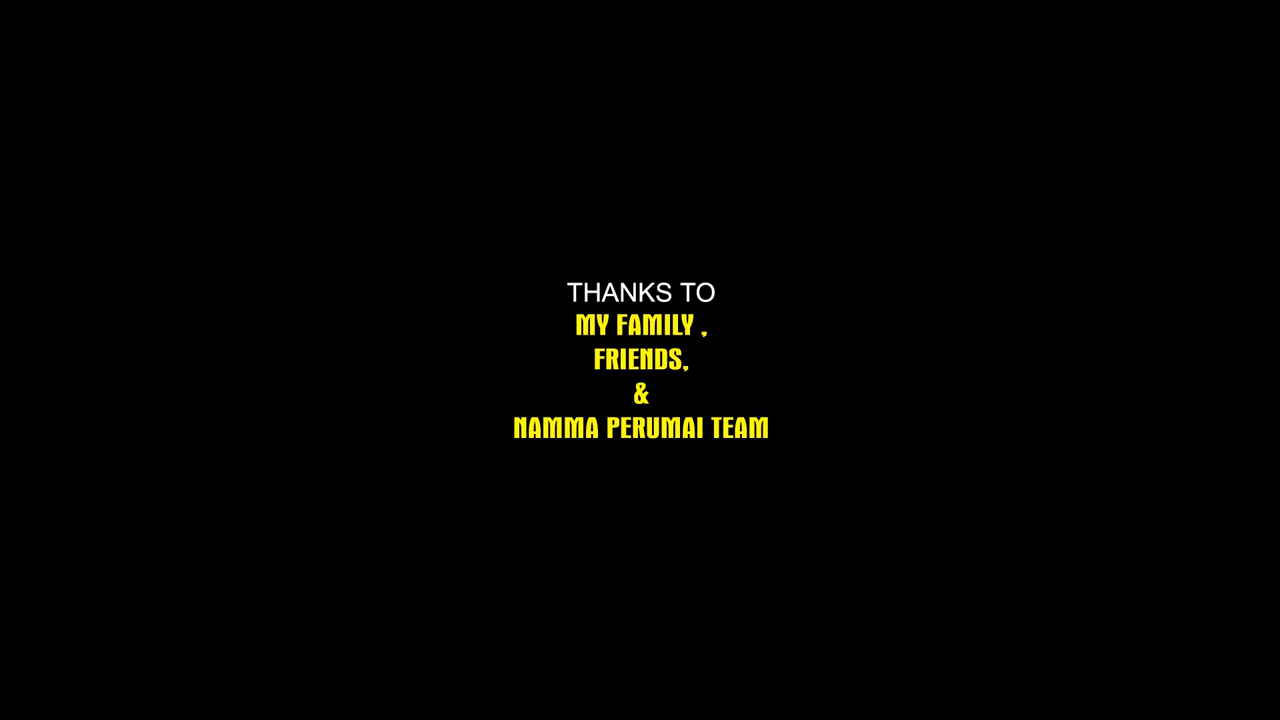 THANKS TO
MY FAMILY ,
FRIENDS,
&
NAMMA PERUMAI TEAM